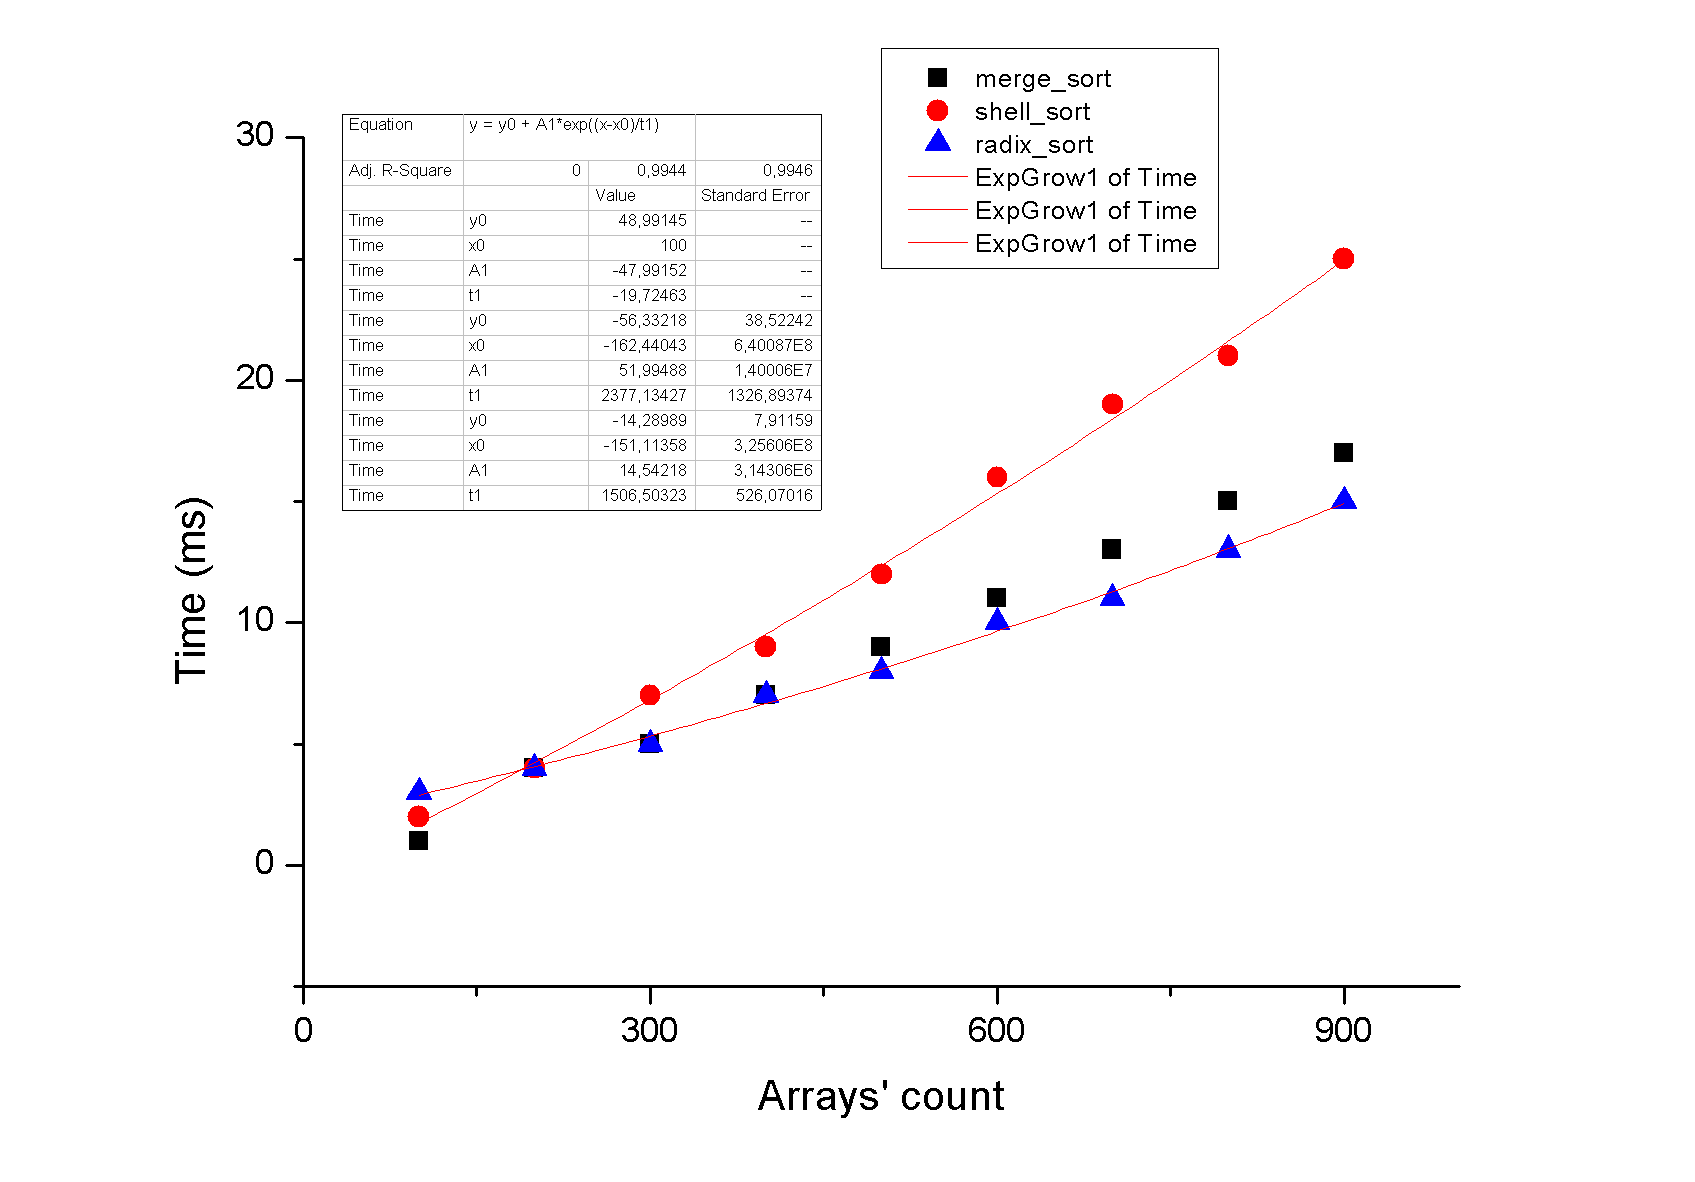 merge_sort
shell_sort
radix_sort
ExpGrow1 of Time
ExpGrow1 of Time
ExpGrow1 of Time
Equation y = y0 + A1*exp((x-x0)/t1)
Adj. R-Square 0 0,9944 0,9946
Value Standard Error
Time y0 48,99145 --
Time x0 100 --
Time A1 -47,99152 --
Time t1 -19,72463 --
Time y0 -56,33218 38,52242
Time x0 -162,44043 6,40087E8
Time A1 51,99488 1,40006E7
Time t1 2377,13427 1326,89374
Time y0 -14,28989 7,91159
Time x0 -151,11358 3,25606E8
Time A1 14,54218 3,14306E6
Time t1 1506,50323 526,07016
30
20
10
0
Time (ms)
0 300 600 900
Arrays' count